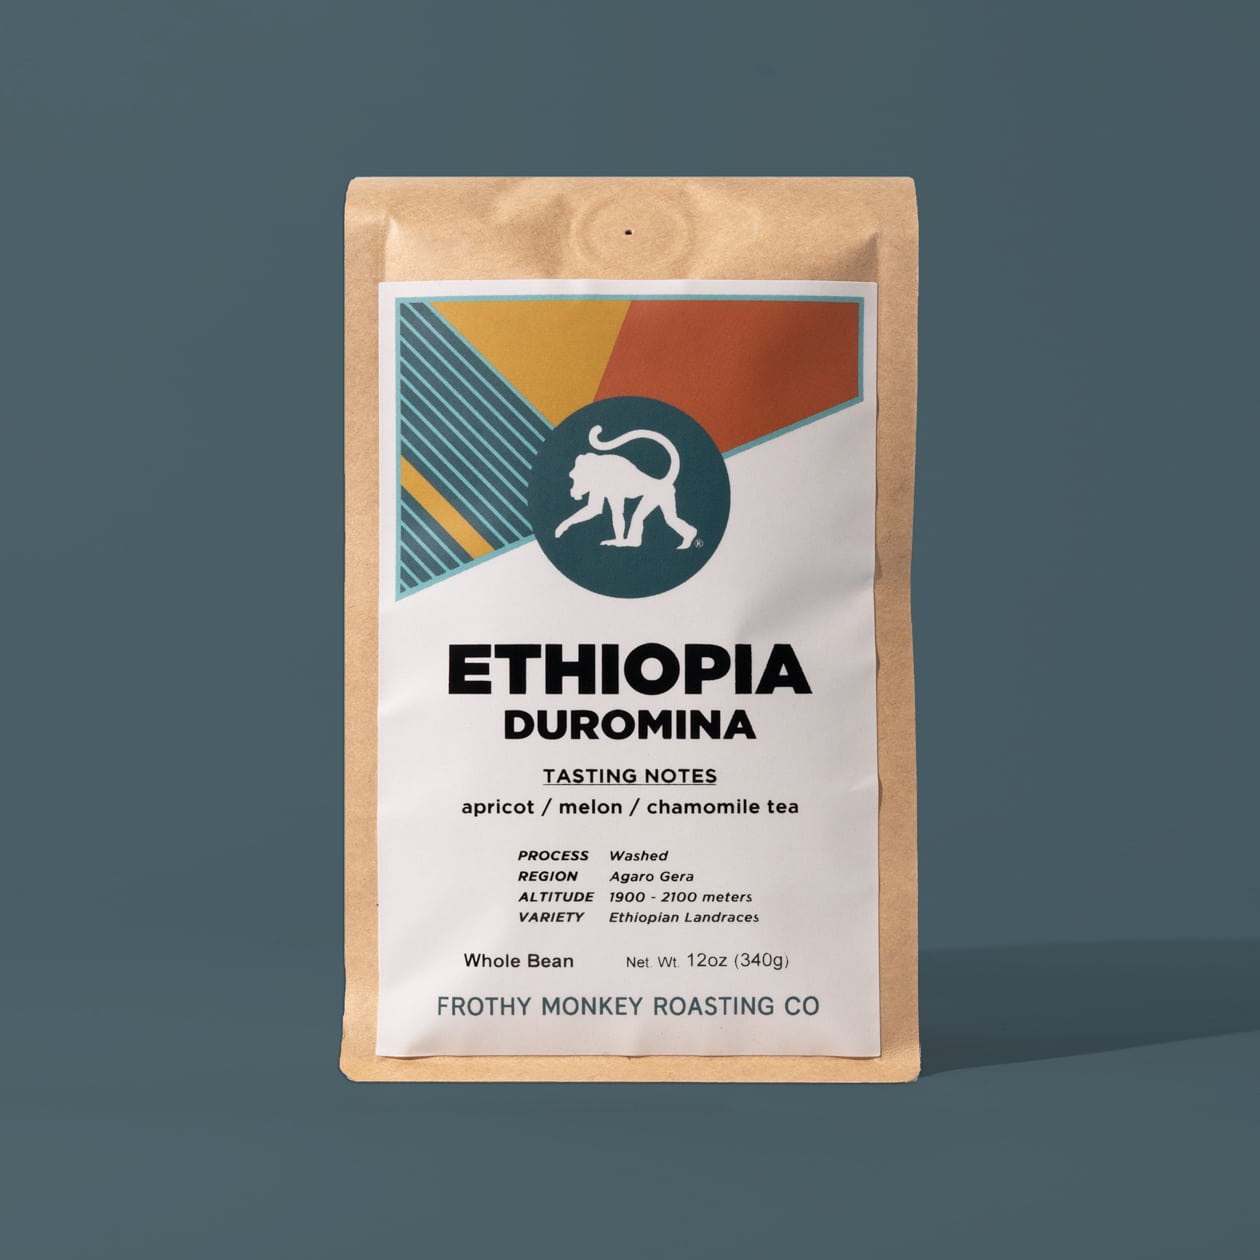 ®
ETHIOPIA
DUROMINA
TASTING NOTES
apricot / melon / chamomile tea
PROCESS Washed
REGION Agaro Gera
ALTITUDE 1900 - 2100 meters
VARIETY Ethiopian Landraces
Whole Bean Net. Wt. 12oz (340g)
FROTHY MONKEY ROASTING CO